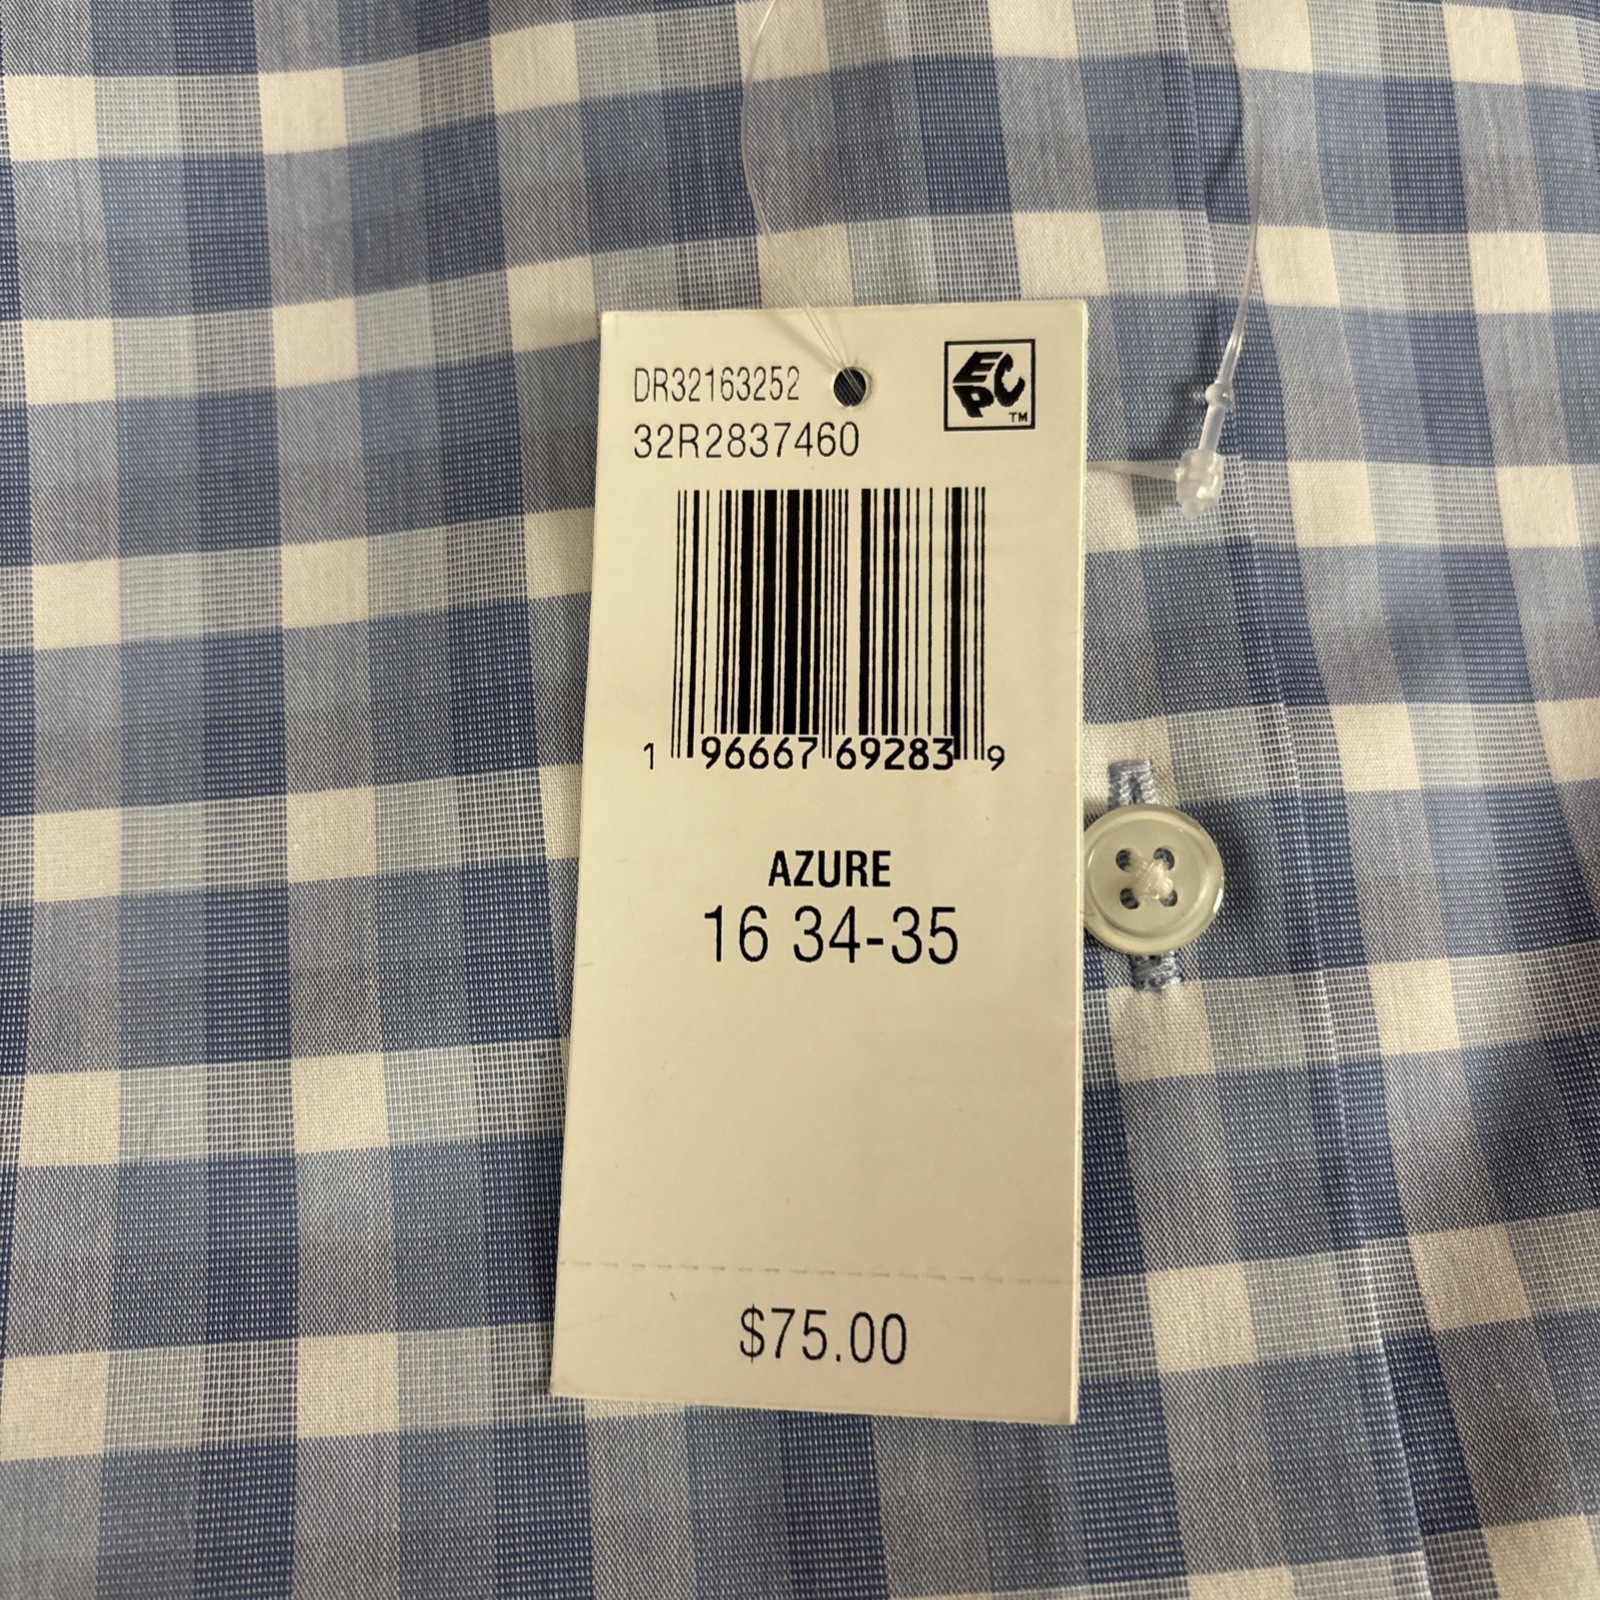 DR32163252
EPC
TM
32R2837460
1 96667 69283 9
AZURE
16 34-35
$75.00